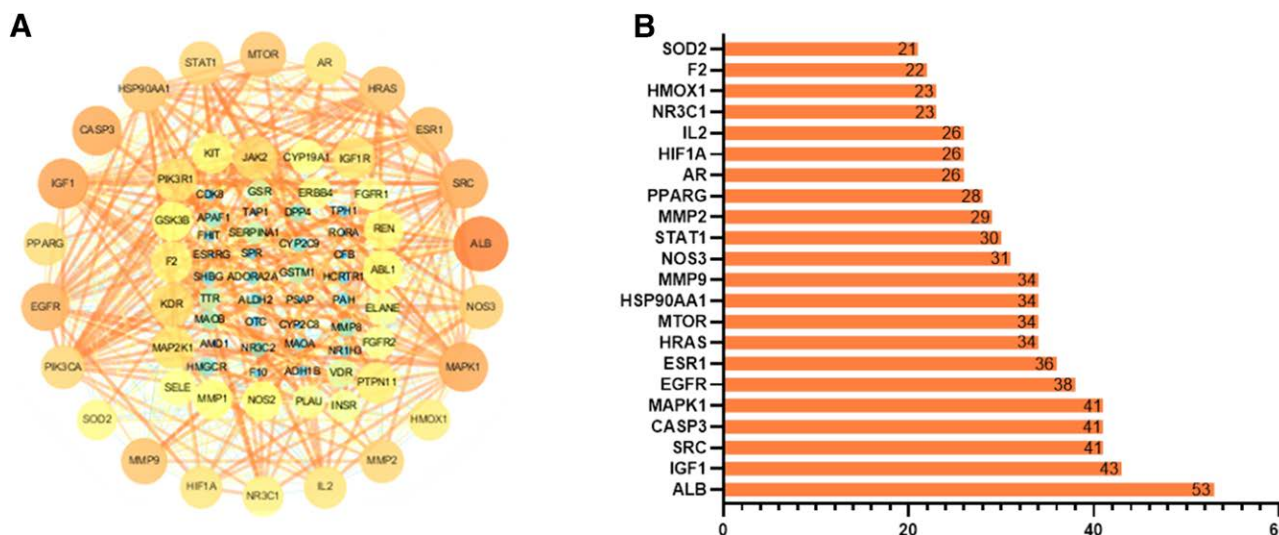 A
MTOR
STAT1
AR
HSP90AA1
HRAS
CASP3
ESR1
KIT
JAK2
CYP19A1
IGF1R
IGF1
PIK3R1
CDK8
GSR
ERBB4
FGFR1
SRC
APAF1
TAP1
DPP4
TPH1
GSK3B
FHIT
SERPINA1
RORA
REN
PPARG
CYP2C9
ALB
F2
ESRRG
SPR
CFB
SHBG
ADORA2A
GSTM1
HCRTR1
ABL1
EGFR
KDR
TTR
ALDH2
PSAP
PAH
ELANE
NOS3
MAOB
OTC
CYP2C8
MMP8
MAP2K1
AMD1
NR3C2
MAOA
NR1H3
FGFR2
PIK3CA
HMGCR
F10
ADH1B
VDR
PTPN11
MAPK1
SELE
MMP1
NOS2
PLAU
INSR
SOD2
HMOX1
MMP9
MMP2
HIF1A
NR3C1
IL2
B
SOD2 21
F2 22
HMOX1 23
NR3C1 23
IL2 26
HIF1A 26
AR 26
PPARG 28
MMP2 29
STAT1 30
NOS3 31
MMP9 34
HSP90AA1 34
MTOR 34
HRAS 34
ESR1 36
EGFR 38
MAPK1 41
CASP3 41
SRC 41
IGF1 43
ALB 53
0 20 40 6